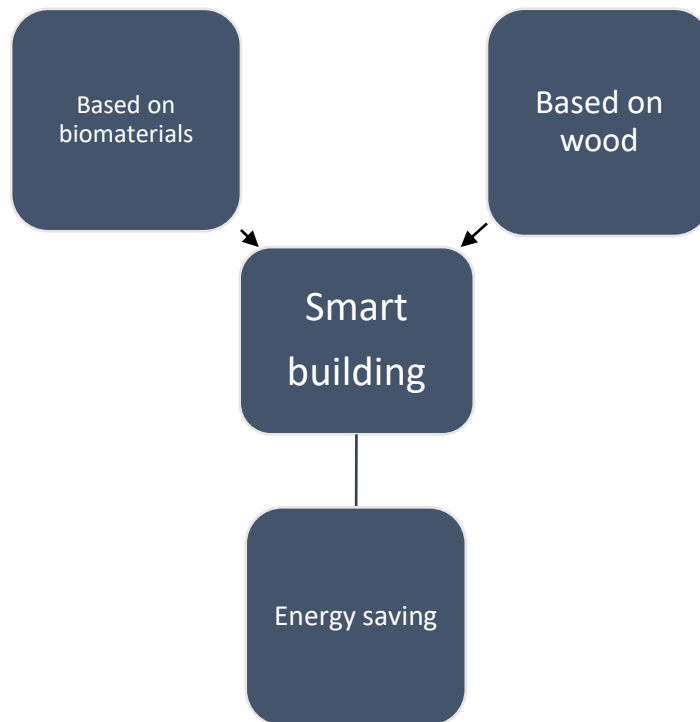 Based on
biomaterials
Based on
wood
Smart
building
Energy saving